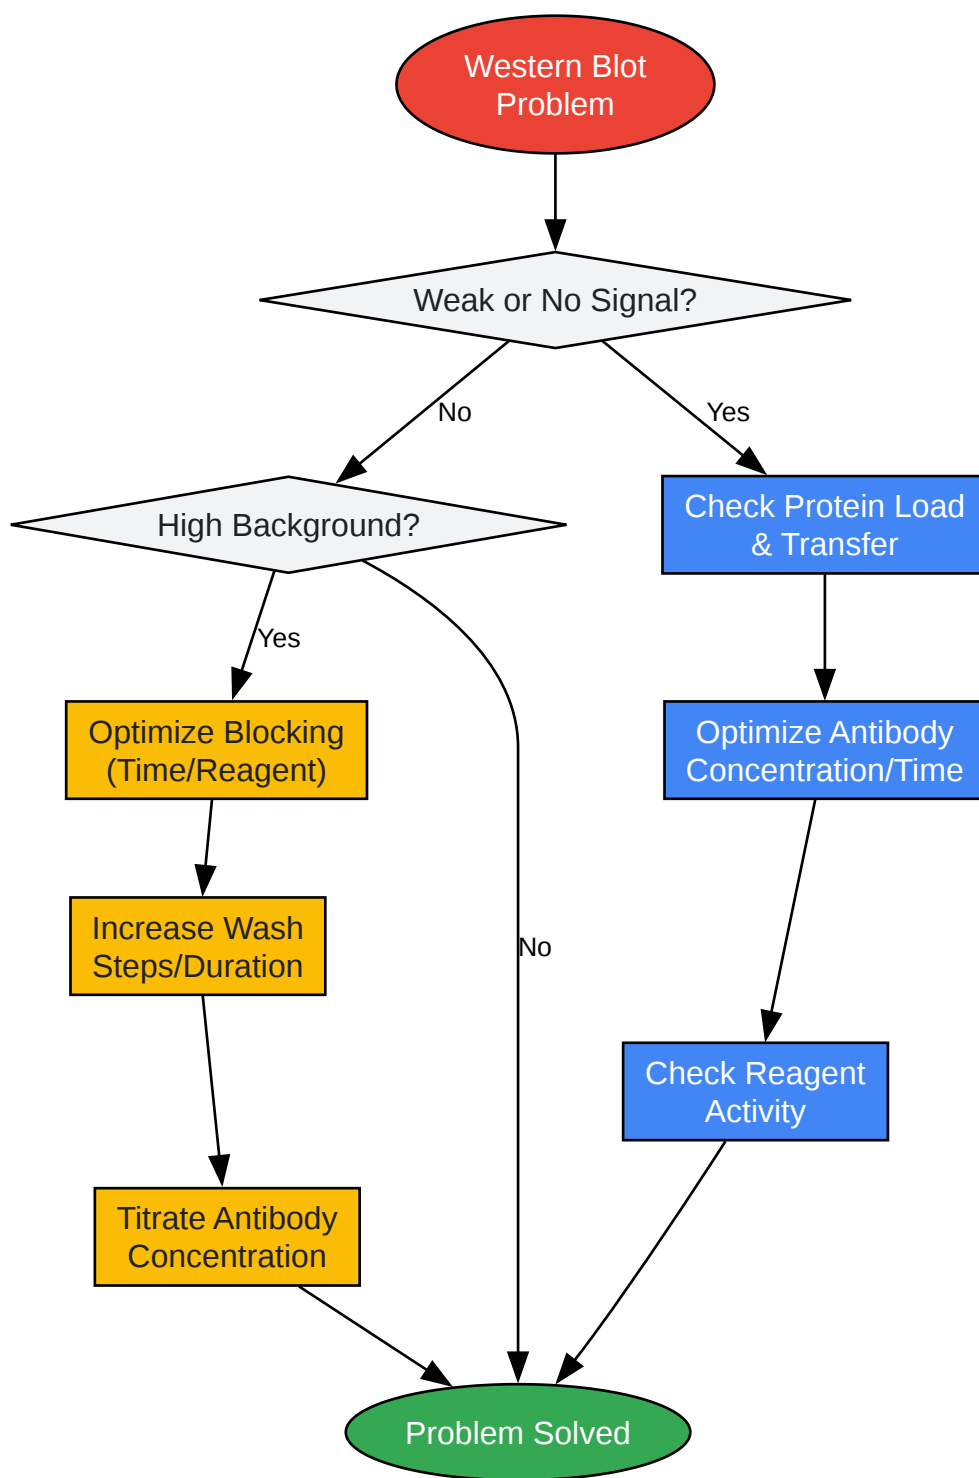 Western Blot
Problem
Weak or No Signal?
No
Yes
High Background?
Check Protein Load
& Transfer
Yes
Optimize Blocking
(Time/Reagent)
Optimize Antibody
Concentration/Time
Increase Wash
Steps/Duration
No
Check Reagent
Activity
Titrate Antibody
Concentration
Problem Solved